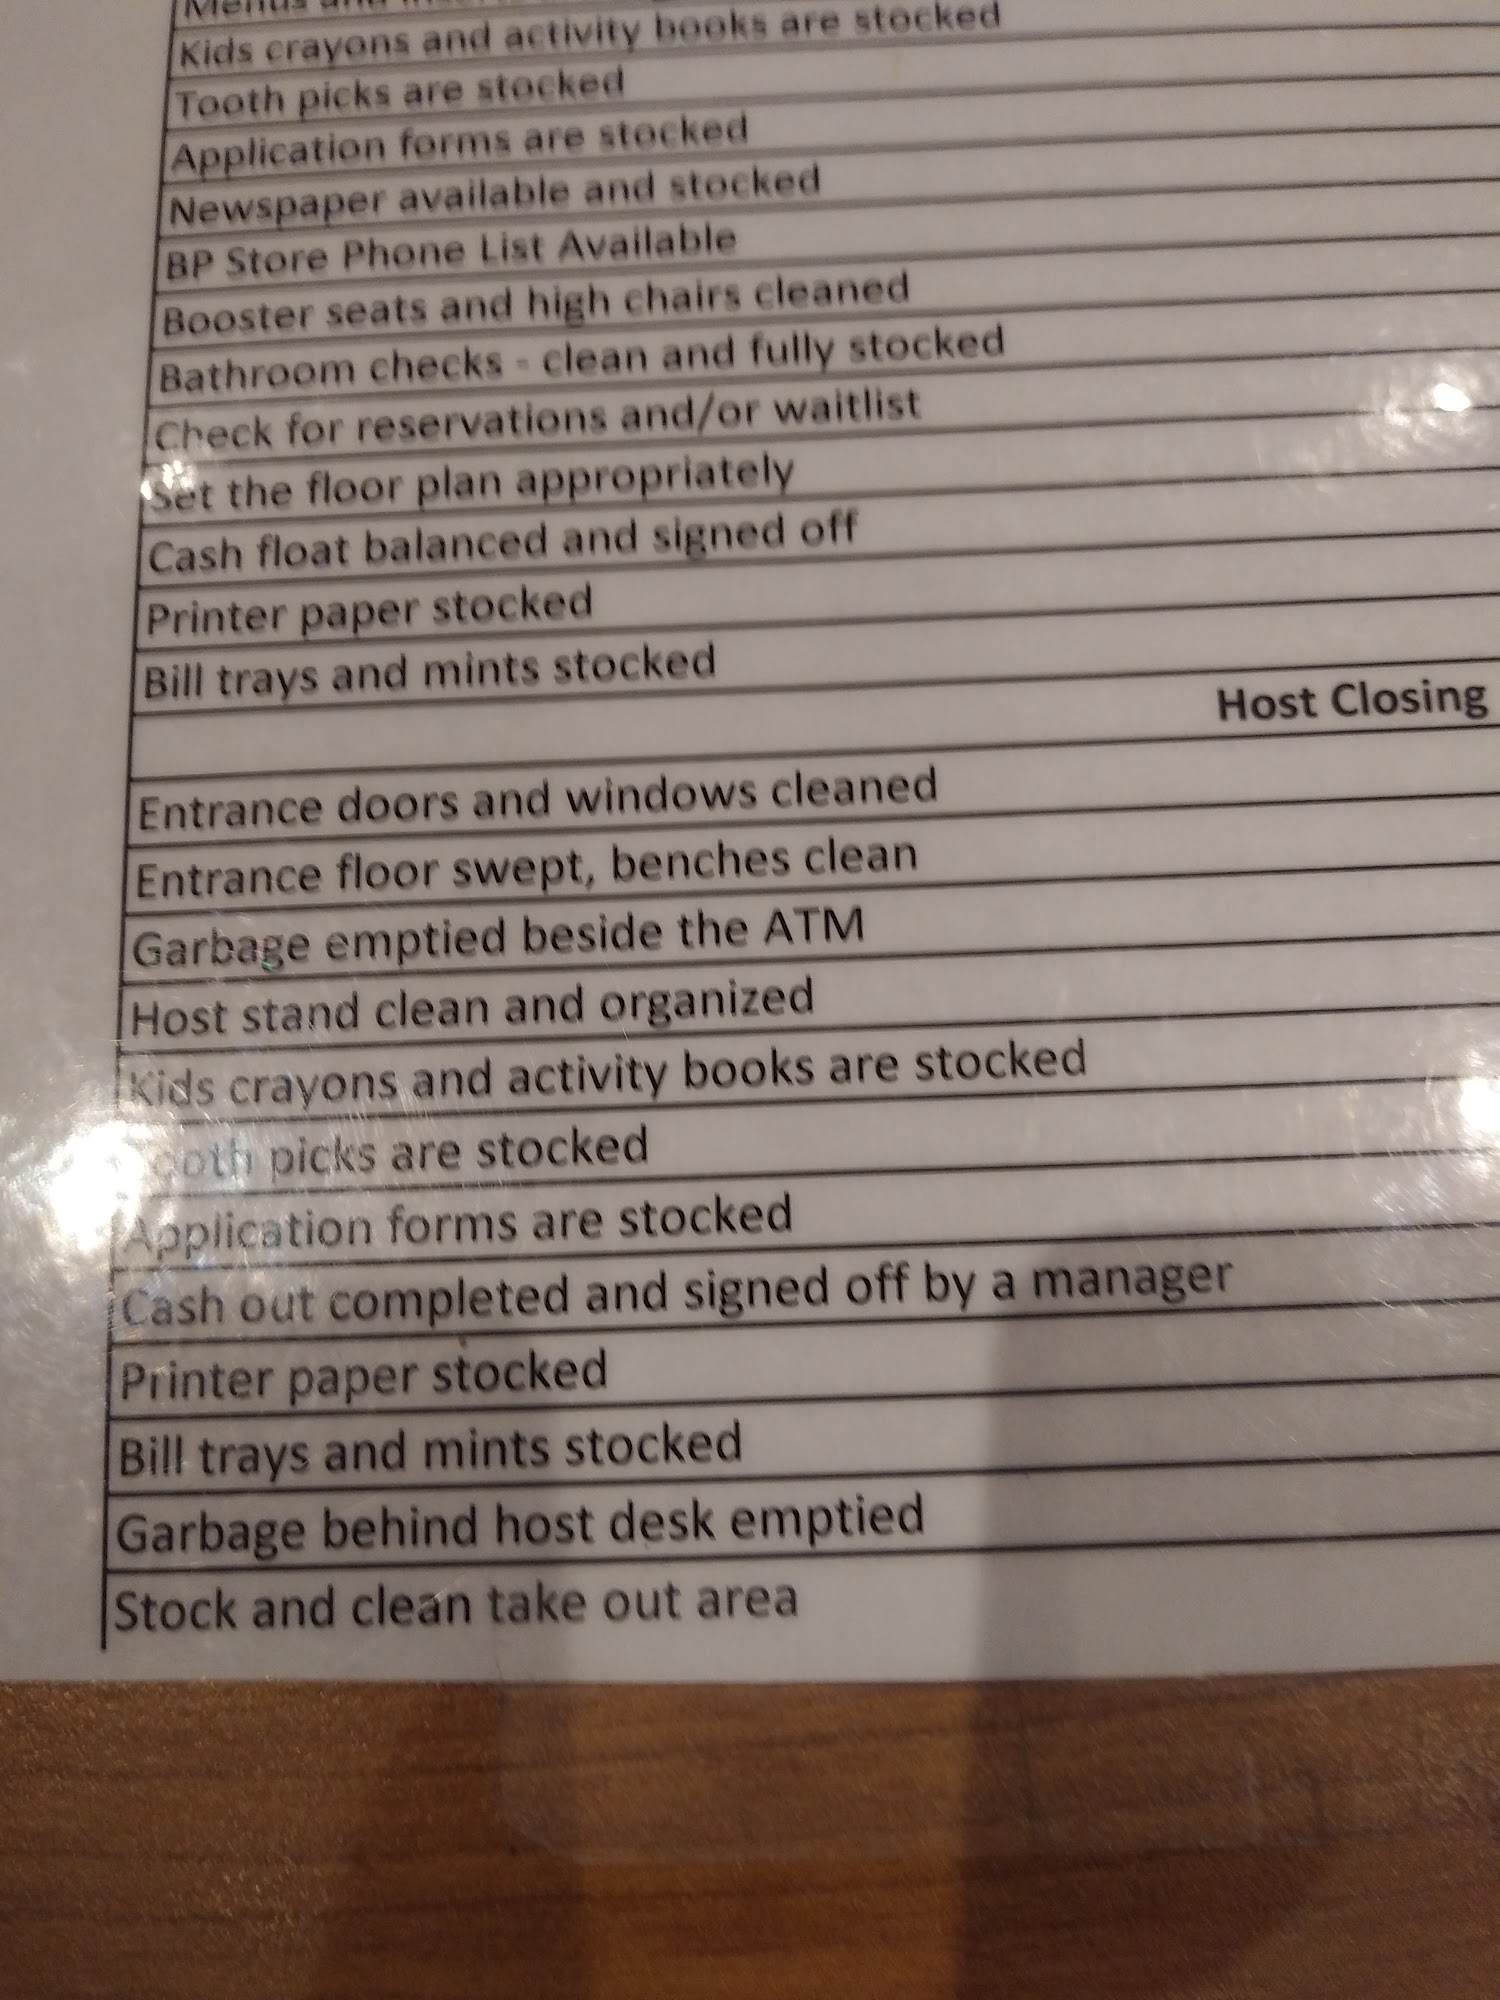 Menus and
Kids crayons and activity books are stocked
Tooth picks are stocked
Application forms are stocked
Newspaper available and stocked
BP Store Phone List Available
Booster seats and high chairs cleaned
Bathroom checks - clean and fully stocked
Check for reservations and/or waitlist
Set the floor plan appropriately
Cash float balanced and signed off
Printer paper stocked
Bill trays and mints stocked
Host Closing
Entrance doors and windows cleaned
Entrance floor swept, benches clean
Garbage emptied beside the ATM
Host stand clean and organized
Kids crayons and activity books are stocked
Tooth picks are stocked
Application forms are stocked
Cash out completed and signed off by a manager
Printer paper stocked
Bill trays and mints stocked
Garbage behind host desk emptied
Stock and clean take out area